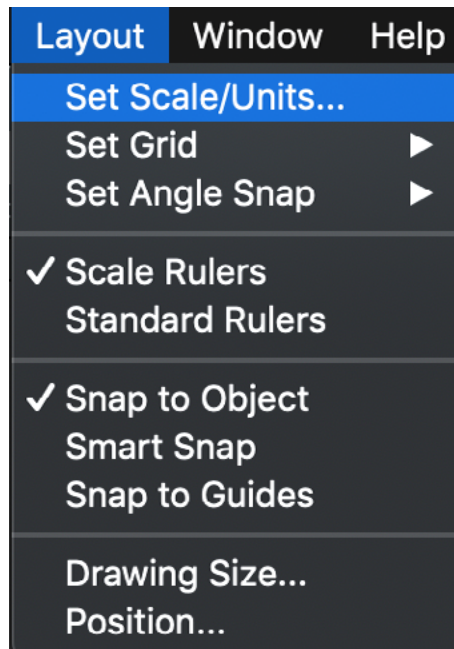 Layout Window Help
Set Scale/Units...
Set Grid
Set Angle Snap
Scale Rulers
Standard Rulers
Snap to Object
Smart Snap
Snap to Guides
Drawing Size...
Position...